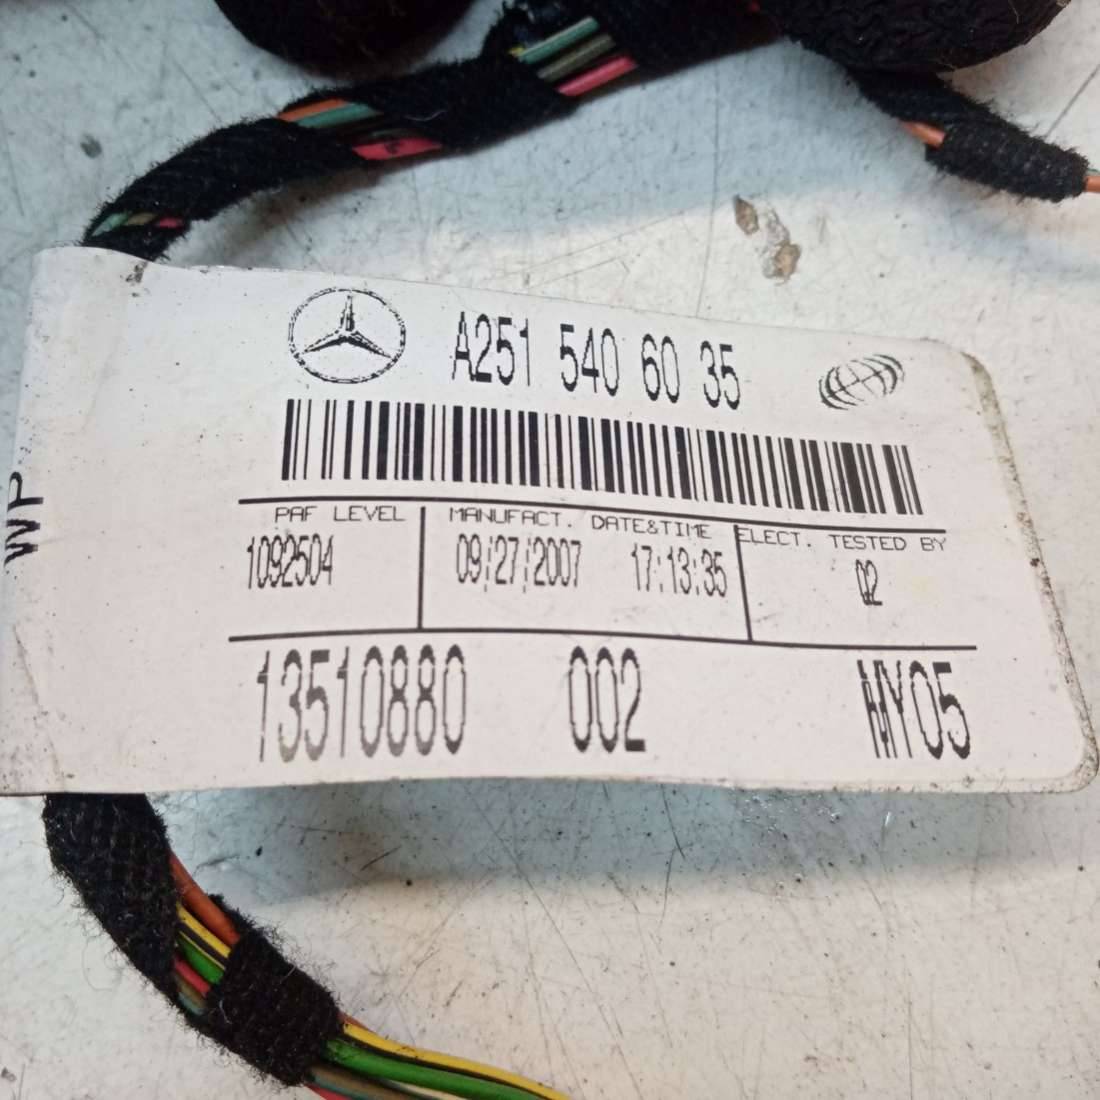 A251 540 60 35
PAF LEVEL MANUFACT. DATE&TIME ELECT. TESTED BY
1092504 09/27/2007 17:13:35 02
13510880 002 MY05
WP